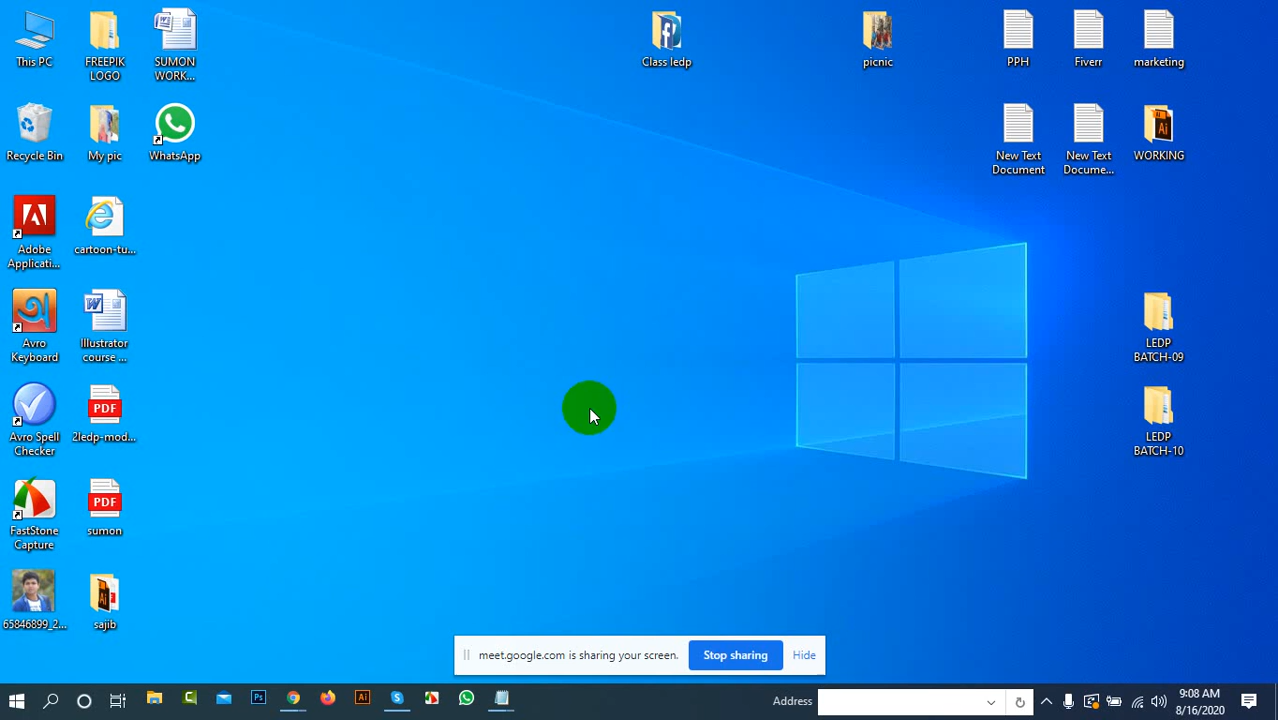 This PC
FREEPIK
LOGO
SUMON
WORK...
Class ledp
picnic
PPH
Fiverr
marketing
Recycle Bin
My pic
WhatsApp
New Text
Document
New Text
Docume...
WORKING
Adobe
Applicati...
cartoon-tu...
Avro
Keyboard
Illustrator
course ...
LEDP
BATCH-09
Avro Spell
Checker
PDF
2ledp-mod...
LEDP
BATCH-10
FastStone
Capture
PDF
sumon
65846899_2...
sajib
meet.google.com is sharing your screen.
Stop sharing
Hide
Address
9:08 AM
8/16/2020